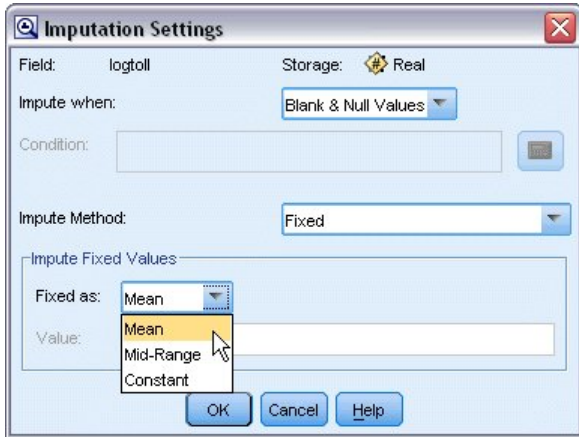 Imputation Settings
Field: logtoll Storage: Real
Impute when: Blank & Null Values
Condition:
Impute Method: Fixed
Impute Fixed Values
Fixed as: Mean
Value:
Mean
Mid-Range
Constant
OK Cancel Help